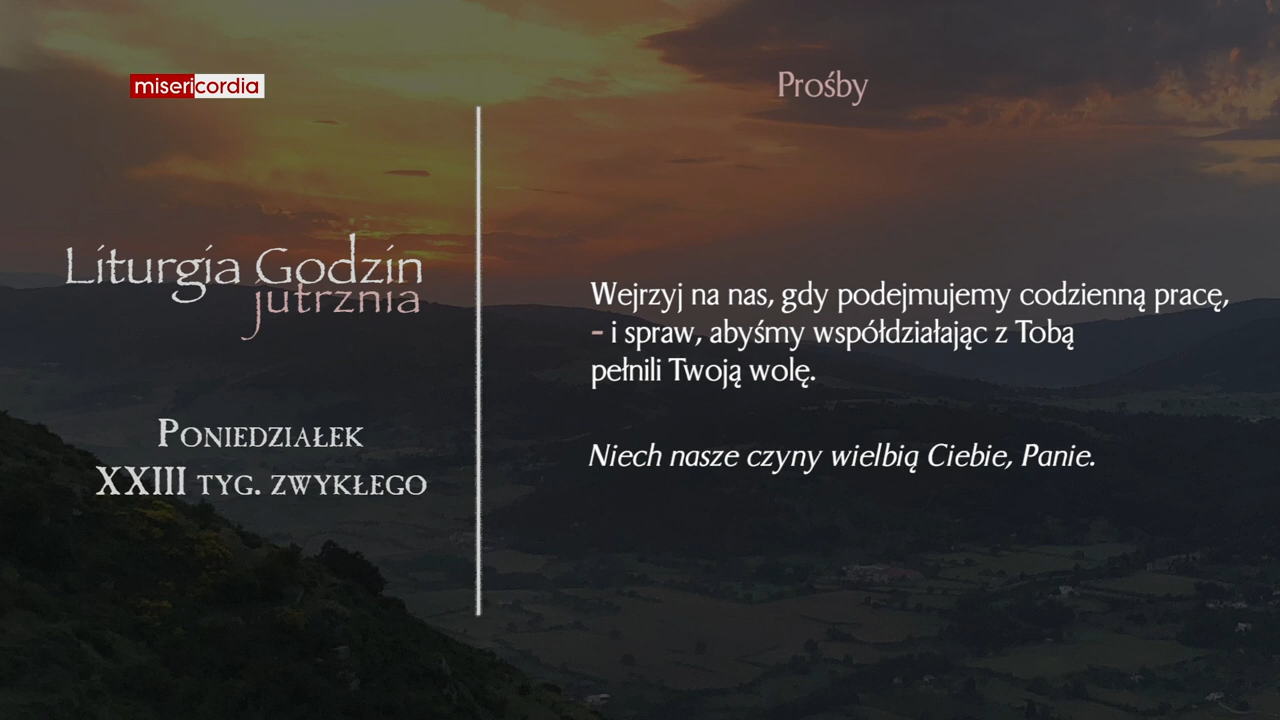 misericordia
Liturgia Godzin
jutrznia
Poniedziałek
XXIII tyg. zwykłego
Prośby
Wejrzyj na nas, gdy podejmujemy codzienną pracę,
- i spraw, abyśmy współdziałając z Tobą
pełnili Twoją wolę.
Niech nasze czyny wielbią Ciebie, Panie.